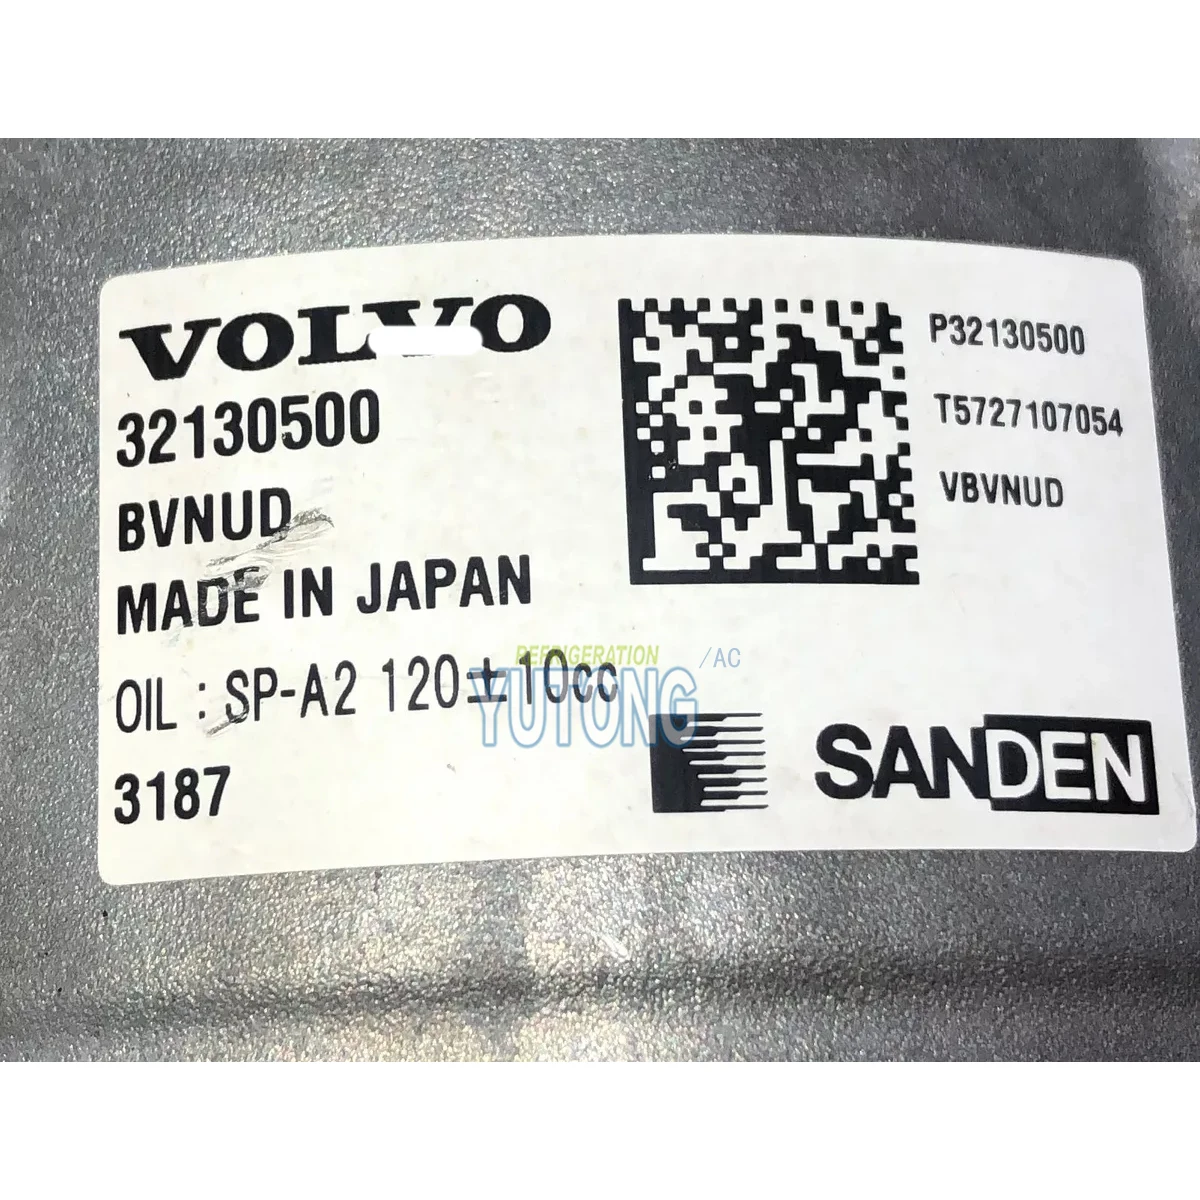 VOLVO
32130500
BVNUD
MADE IN JAPAN
OIL : SP-A2 120±10cc
3187
P32130500
T5727107054
VBVNUD
SANDEN
REFRIGERATION /AC
YUTONG